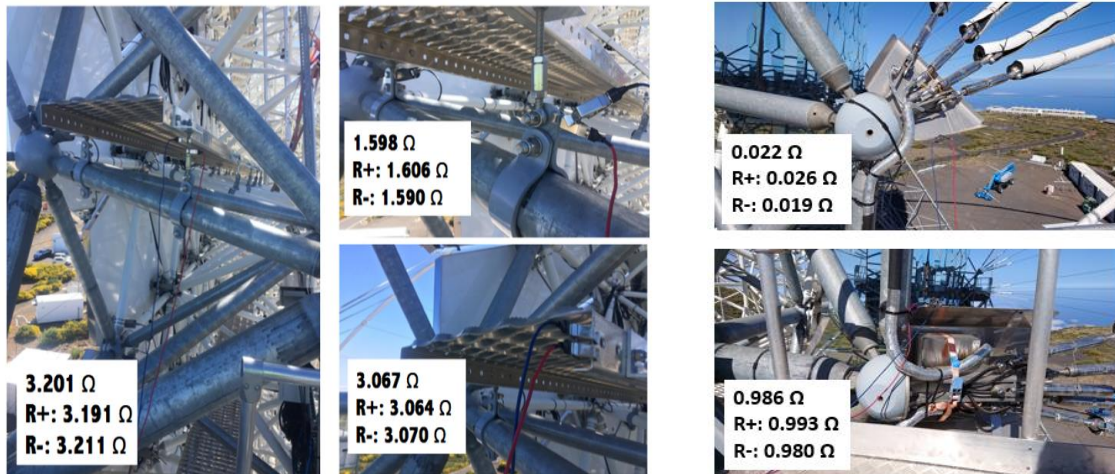 3.201 Ω
R+: 3.191 Ω
R-: 3.211 Ω
1.598 Ω
R+: 1.606 Ω
R-: 1.590 Ω
3.067 Ω
R+: 3.064 Ω
R-: 3.070 Ω
0.022 Ω
R+: 0.026 Ω
R-: 0.019 Ω
0.986 Ω
R+: 0.993 Ω
R-: 0.980 Ω